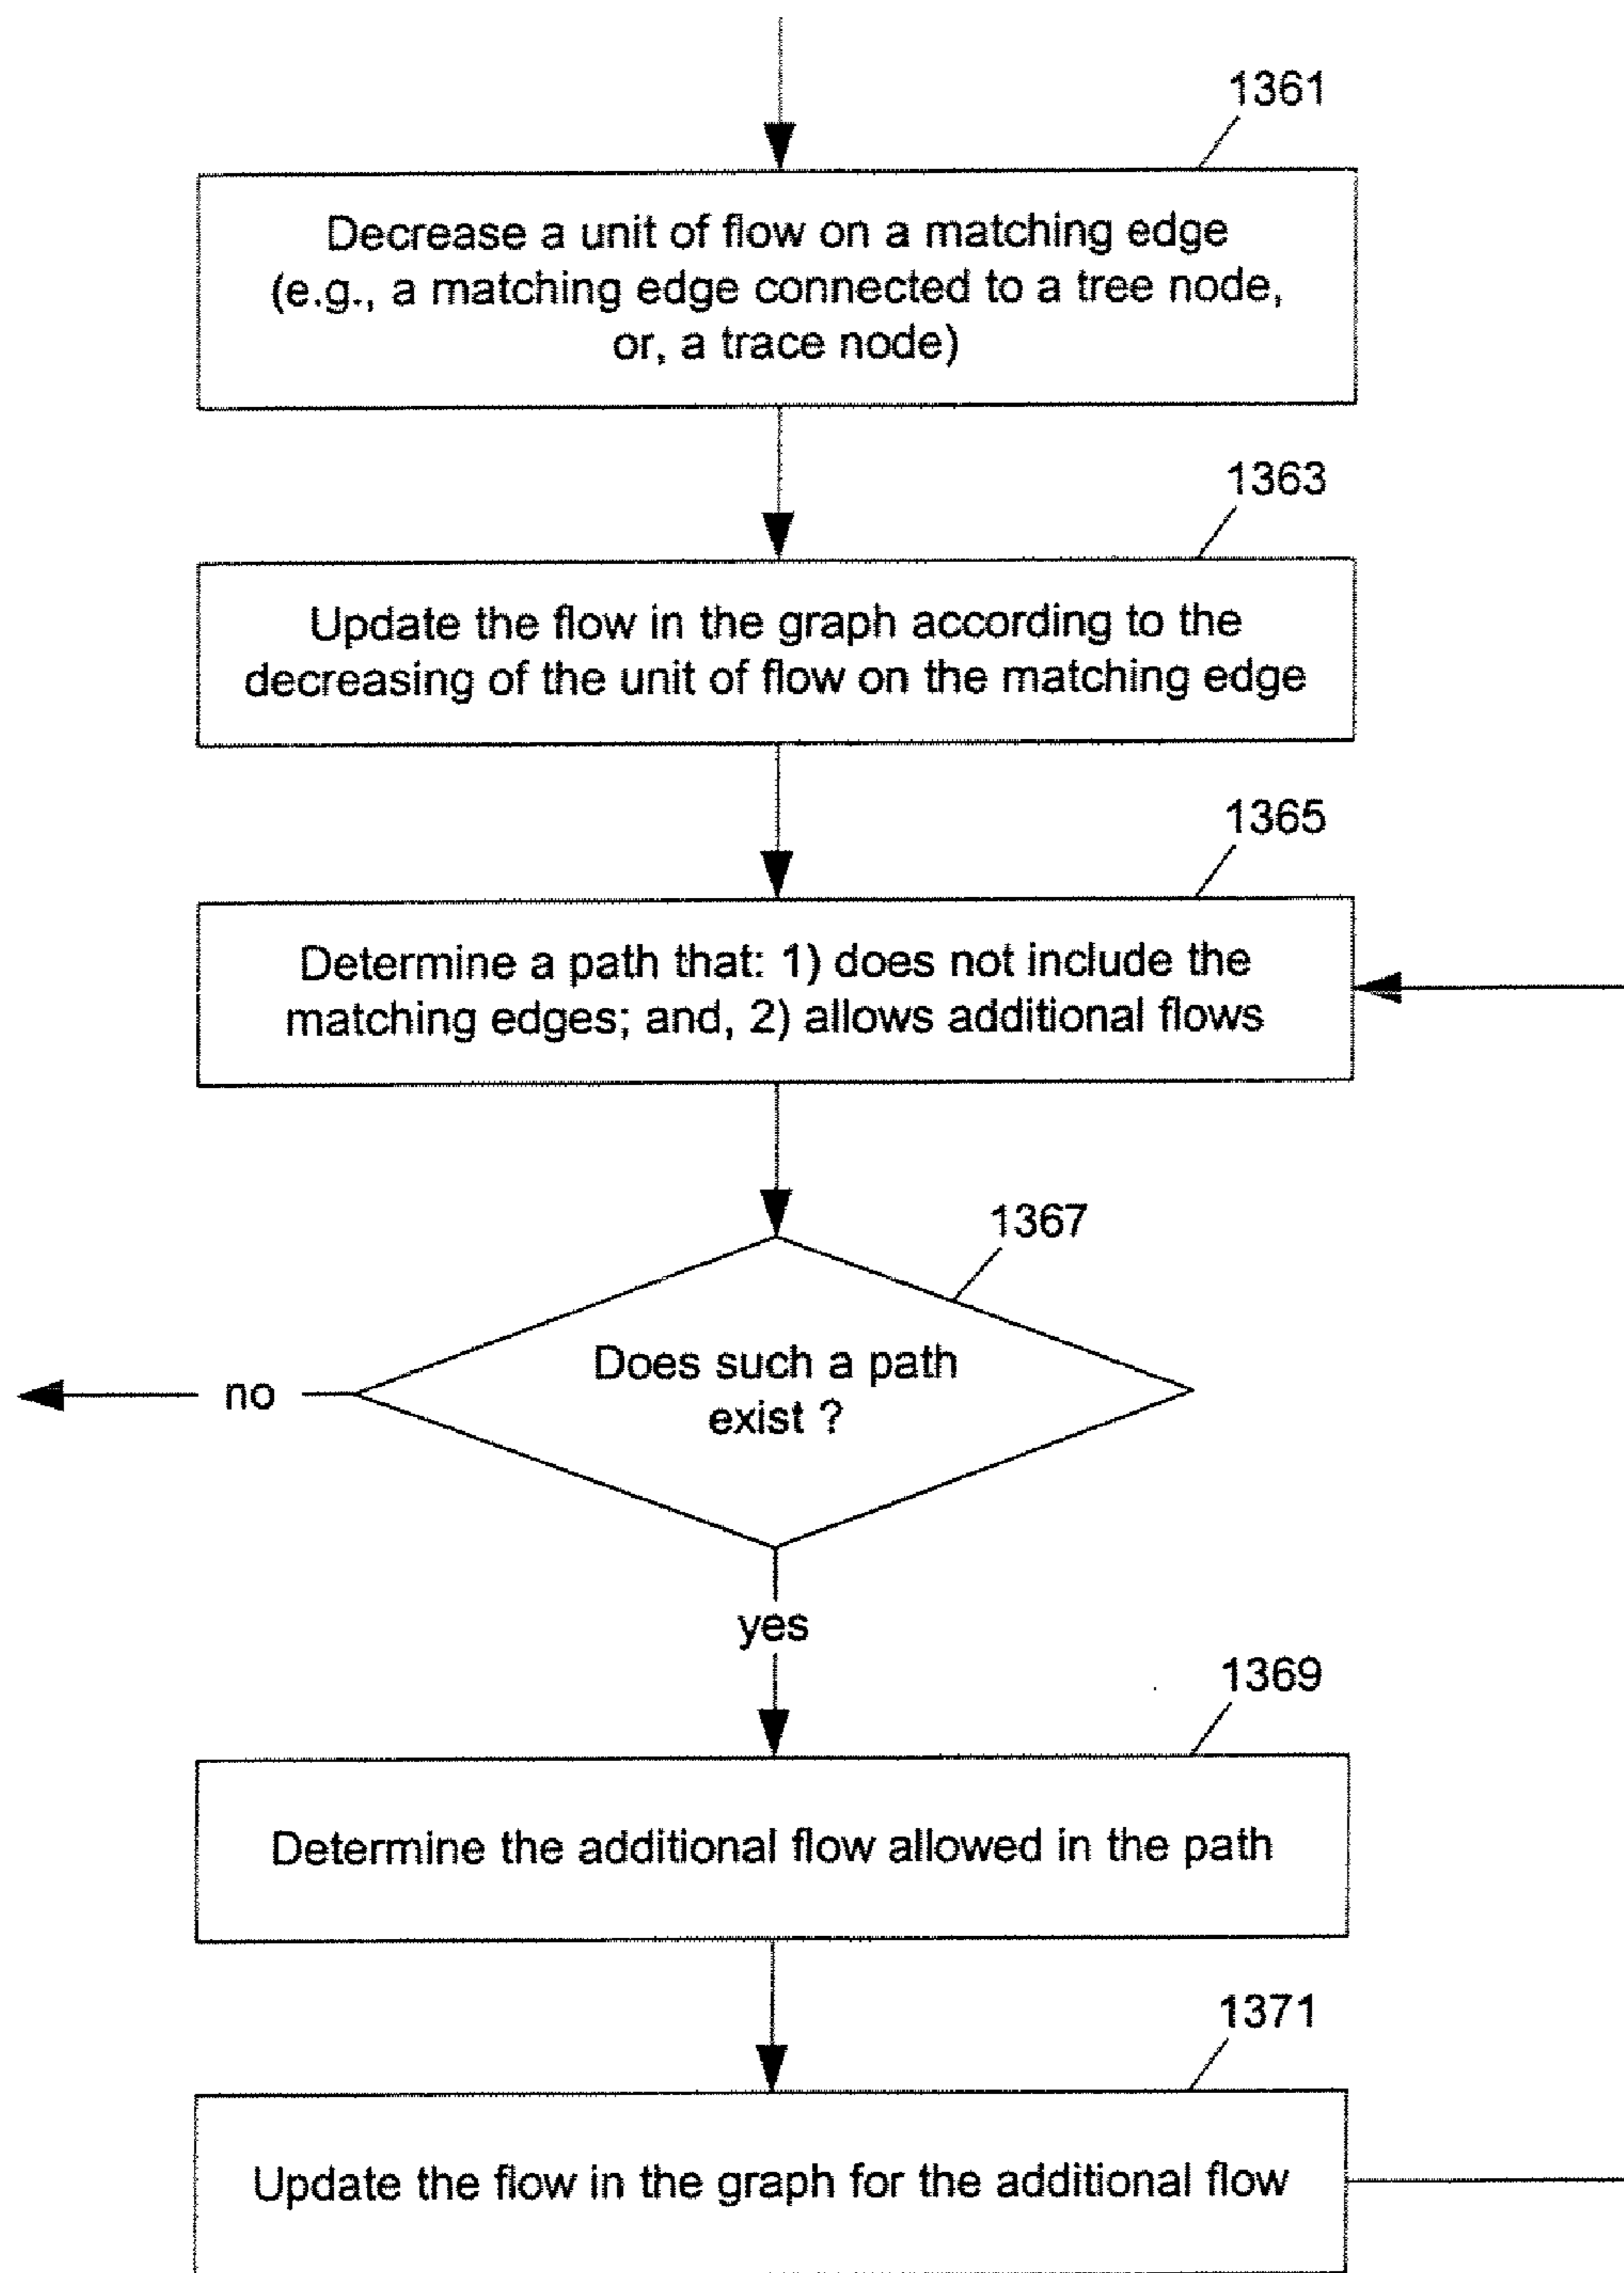 1361
Decrease a unit of flow on a matching edge
(e.g., a matching edge connected to a tree node,
or, a trace node)
1363
Update the flow in the graph according to the
decreasing of the unit of flow on the matching edge
1365
Determine a path that: 1) does not include the
matching edges; and, 2) allows additional flows
1367
Does such a path
exist ?
no
yes
1369
Determine the additional flow allowed in the path
1371
Update the flow in the graph for the additional flow